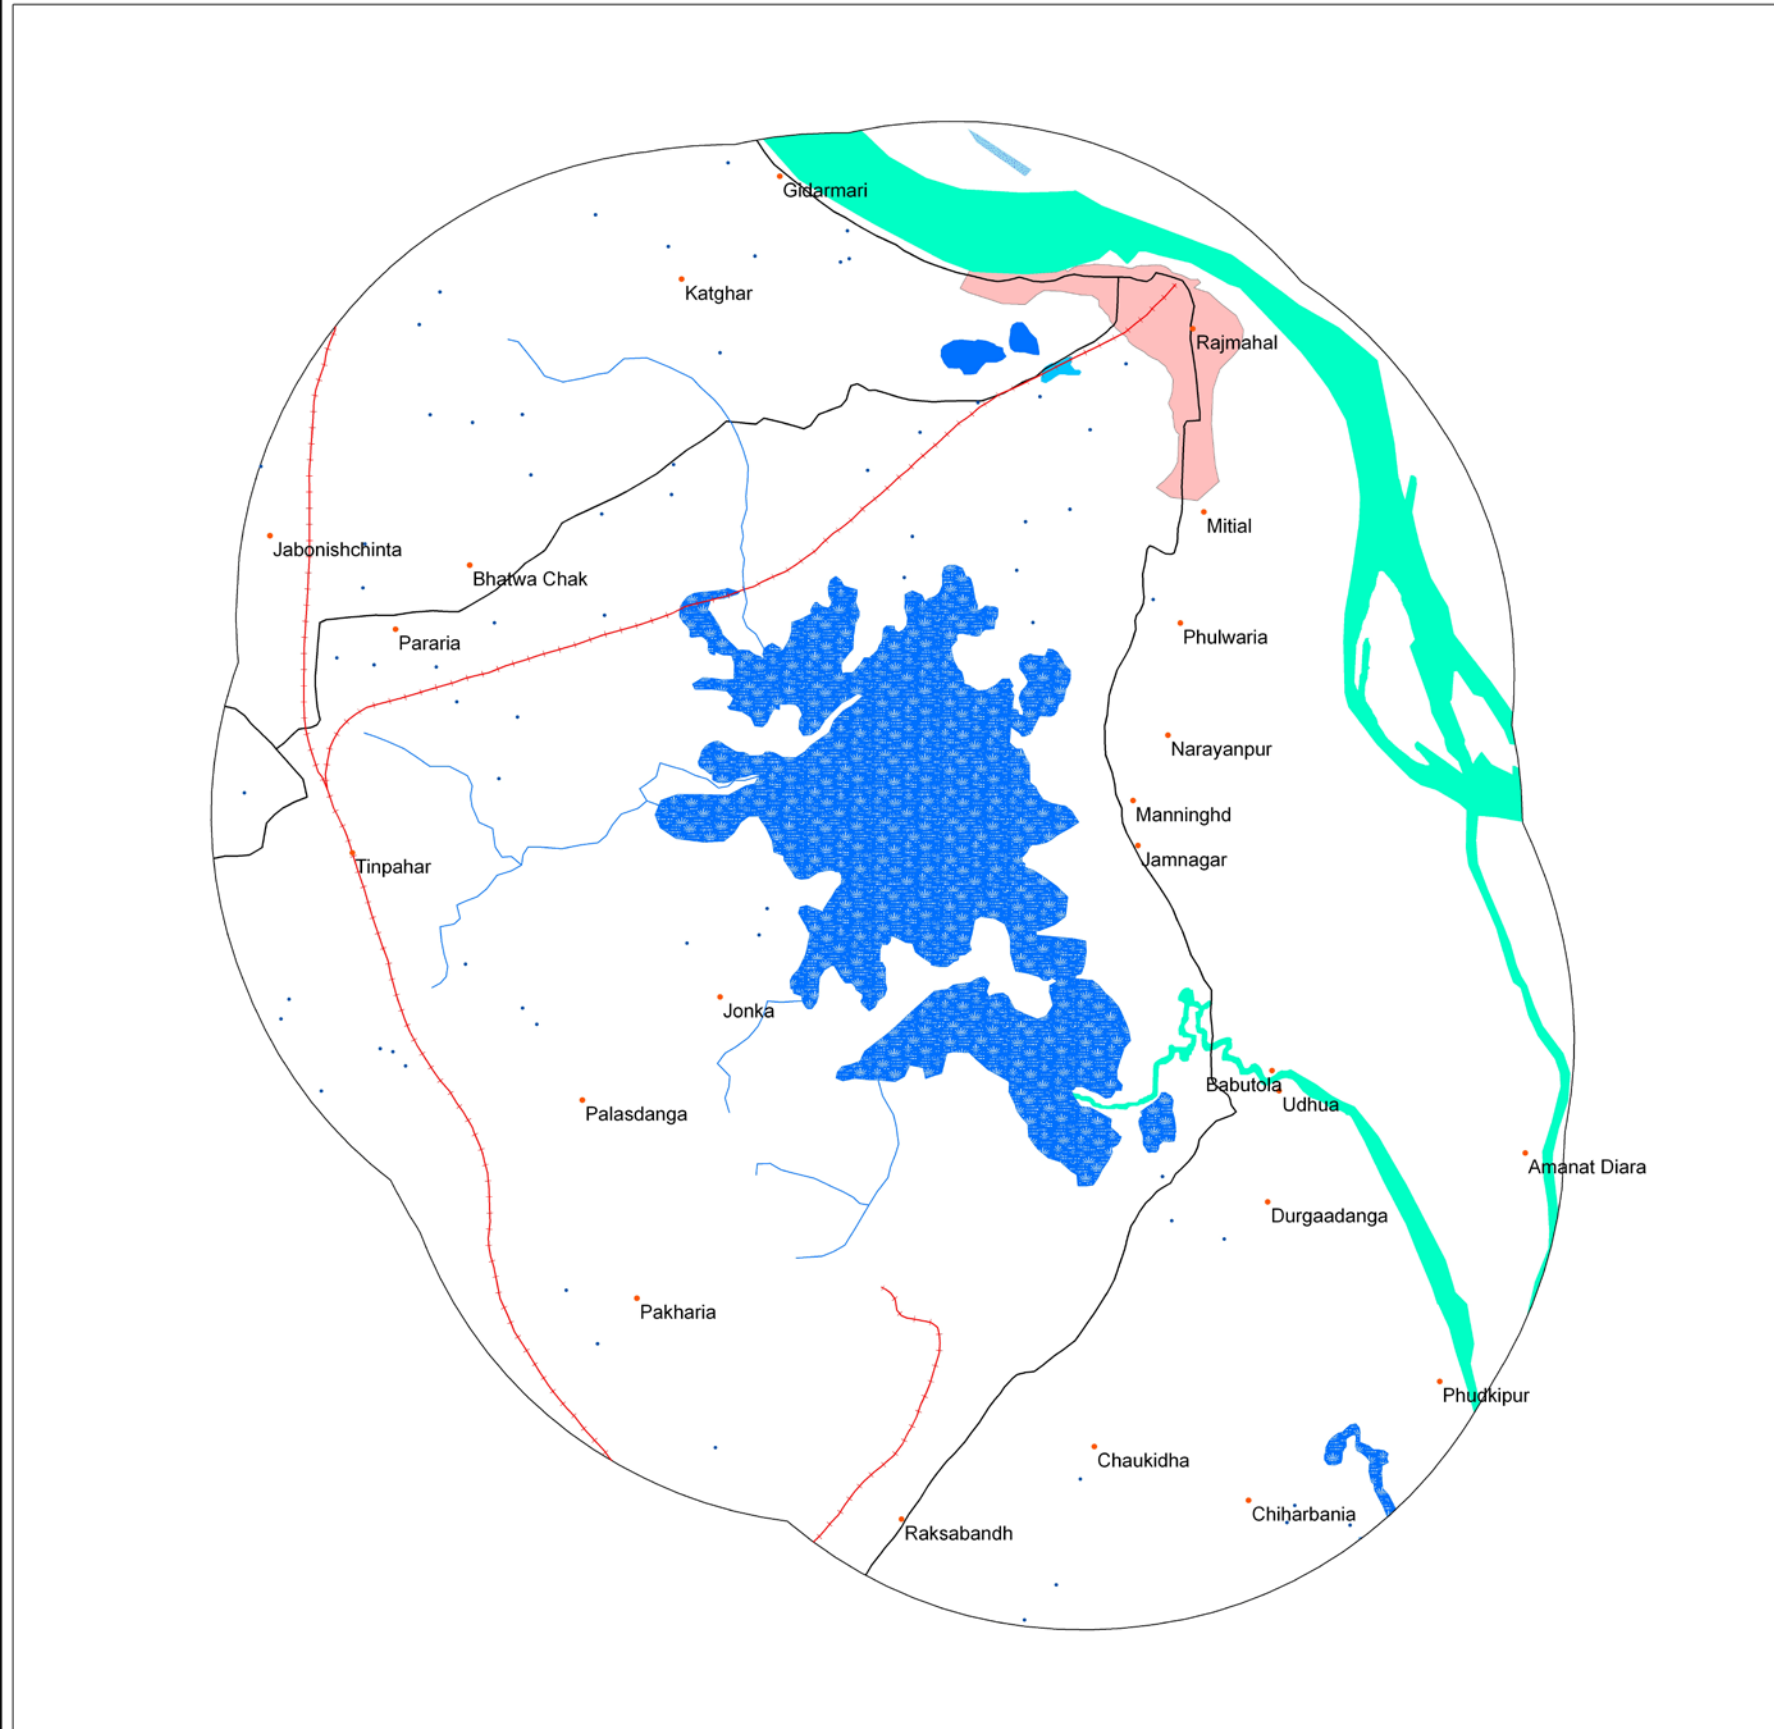 Gidarmari
Katghar
Rajmahal
Mitial
Jabonishchinta
Bhatwa Chak
Phulwaria
Pararia
Narayanpur
Manninghd
Jamnagar
Tinpahar
Jonka
Babutola
Udhua
Palasdanga
Amanat Diara
Durgaadanga
Pakharia
Phudkipur
Chaukidha
Chiharbania
Raksabandh